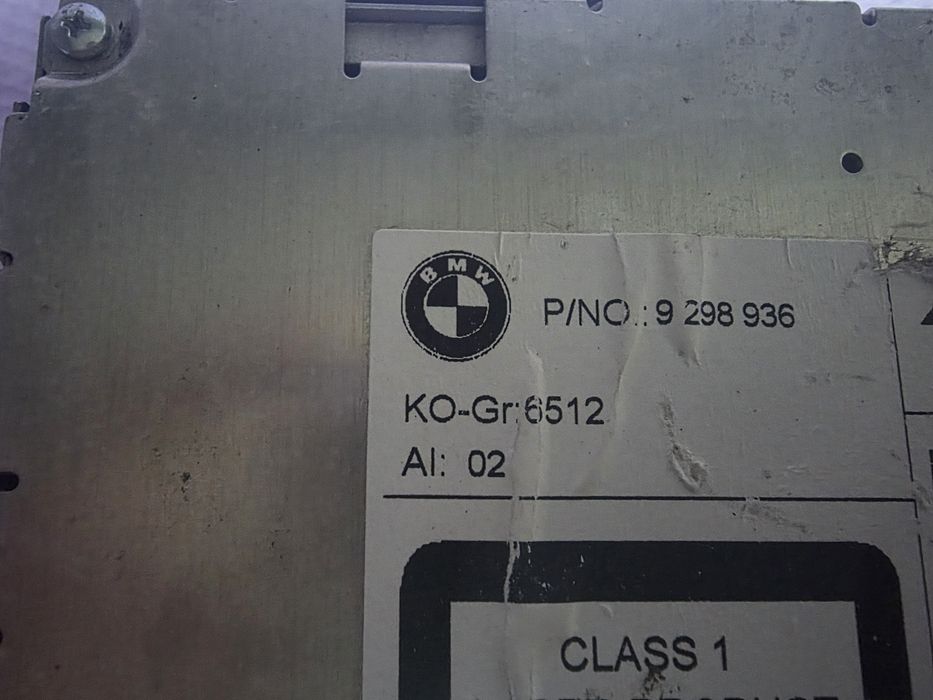 BMW
P/NO.: 9 298 936
KO-Gr:6512
AI: 02
CLASS 1